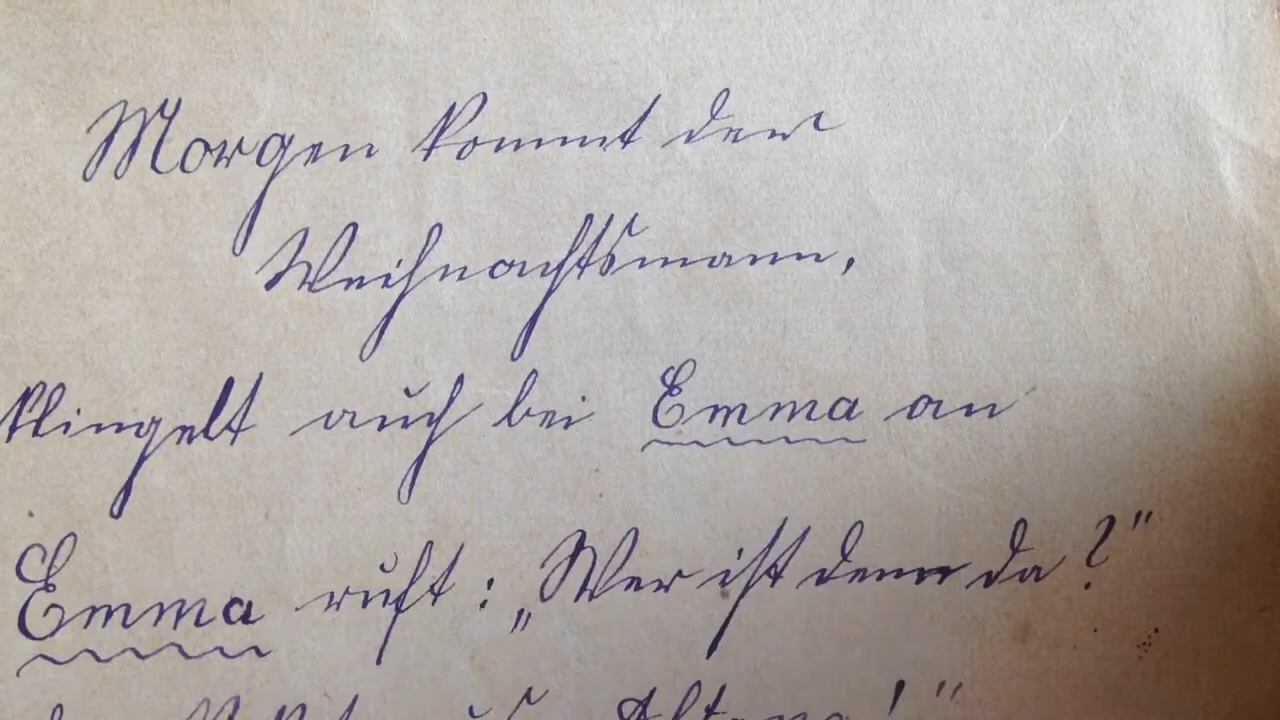 Morgen kommt der
Weihnachtsmann,
klingelt auch bei Emma an
Emma ruft: „Wer ist denn da?"